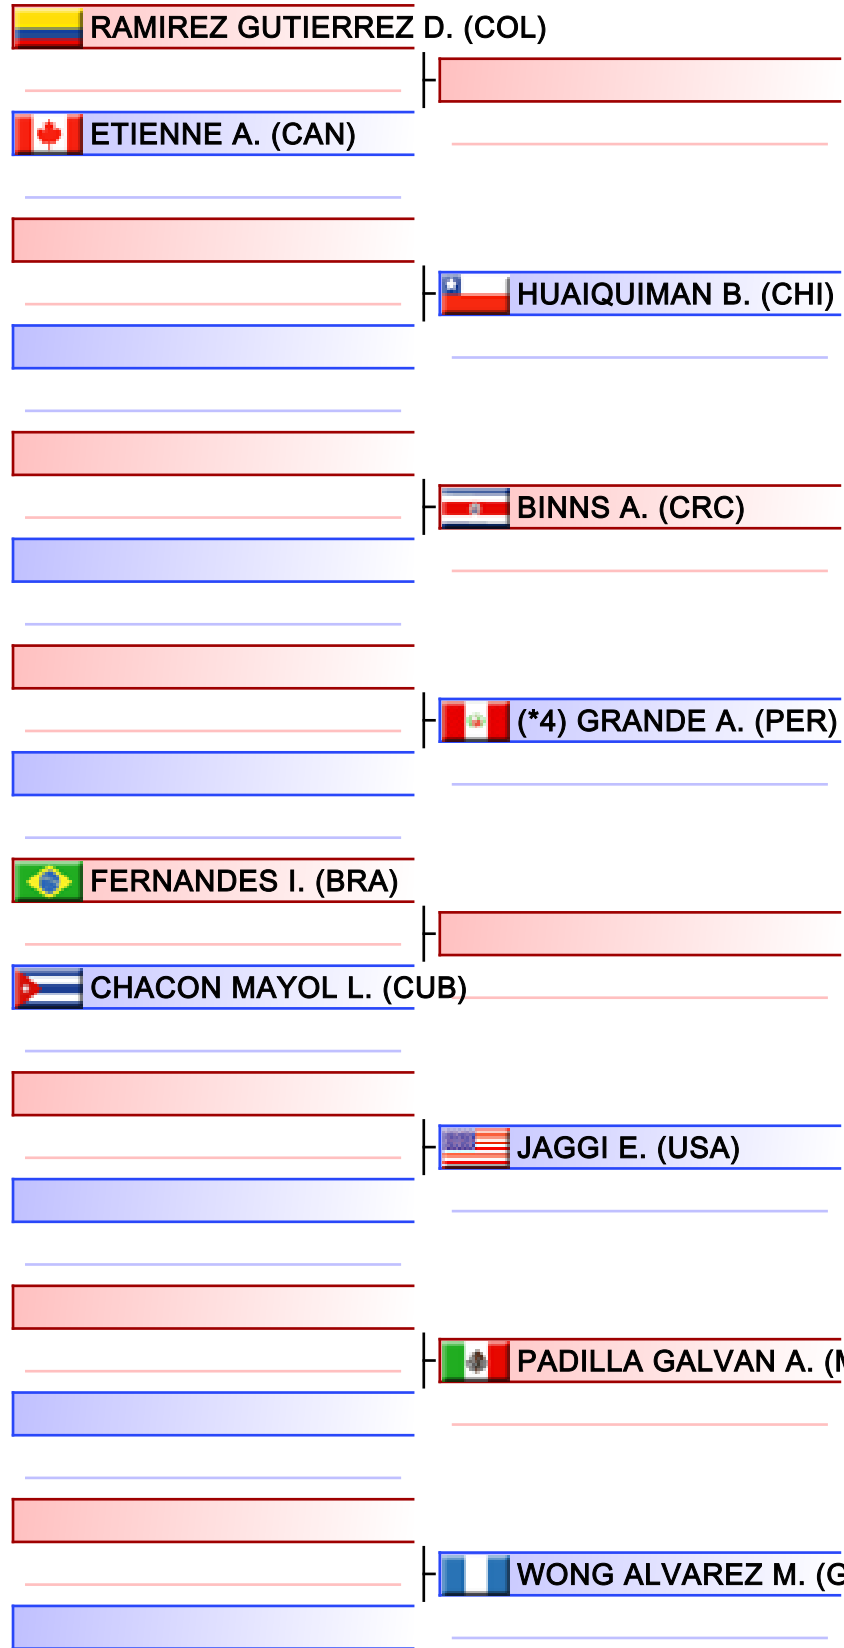 RAMIREZ GUTIERREZ D. (COL)
ETIENNE A. (CAN)
HUAIQUIMAN B. (CHI)
BINNS A. (CRC)
(*4) GRANDE A. (PER)
FERNANDES I. (BRA)
CHACON MAYOL L. (CUB)
JAGGI E. (USA)
PADILLA GALVAN A. (M
WONG ALVAREZ M. (G